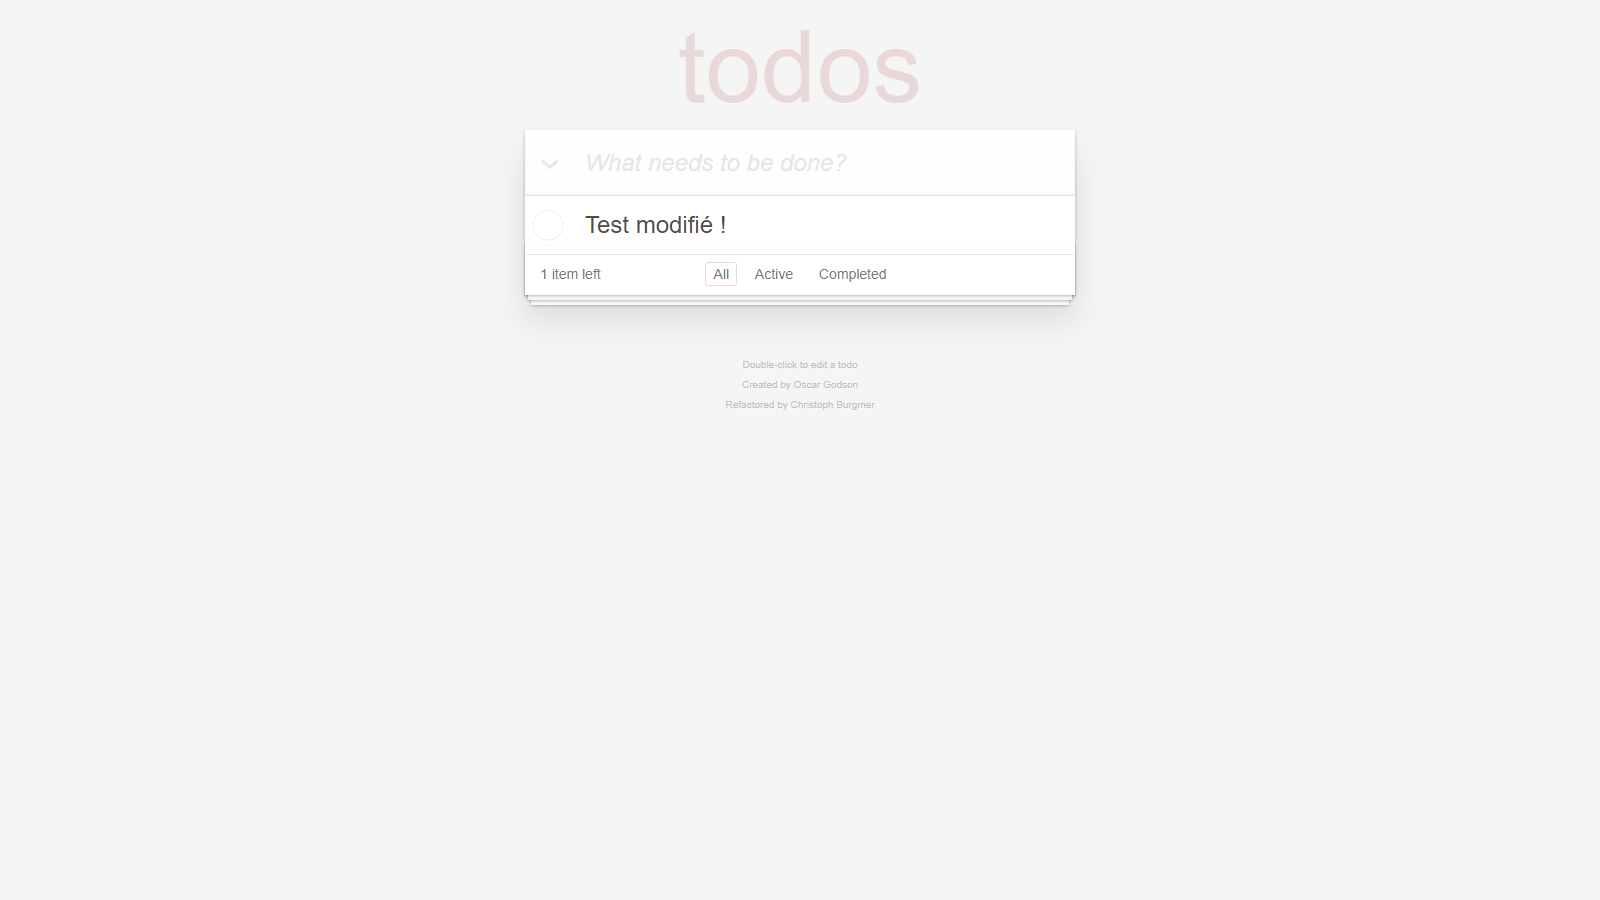 todos
What needs to be done?
Test modifié !
1 item left All Active Completed
Double-click to edit a todo
Created by Oscar Godson
Refactored by Christoph Burgmer